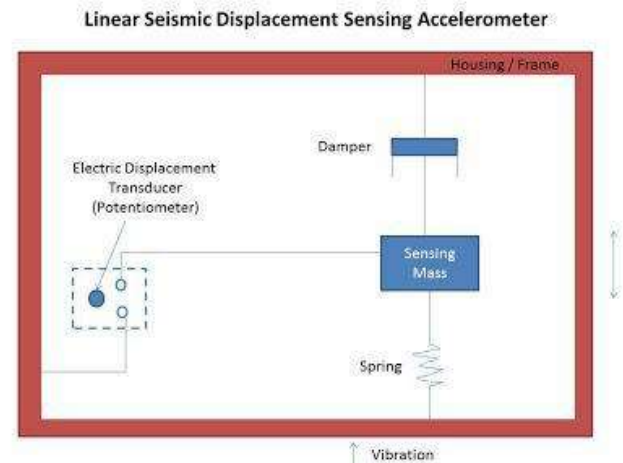 Linear Seismic Displacement Sensing Accelerometer
Housing / Frame
Damper
Electric Displacement
Transducer
(Potentiometer)
Sensing
Mass
Spring
Vibration